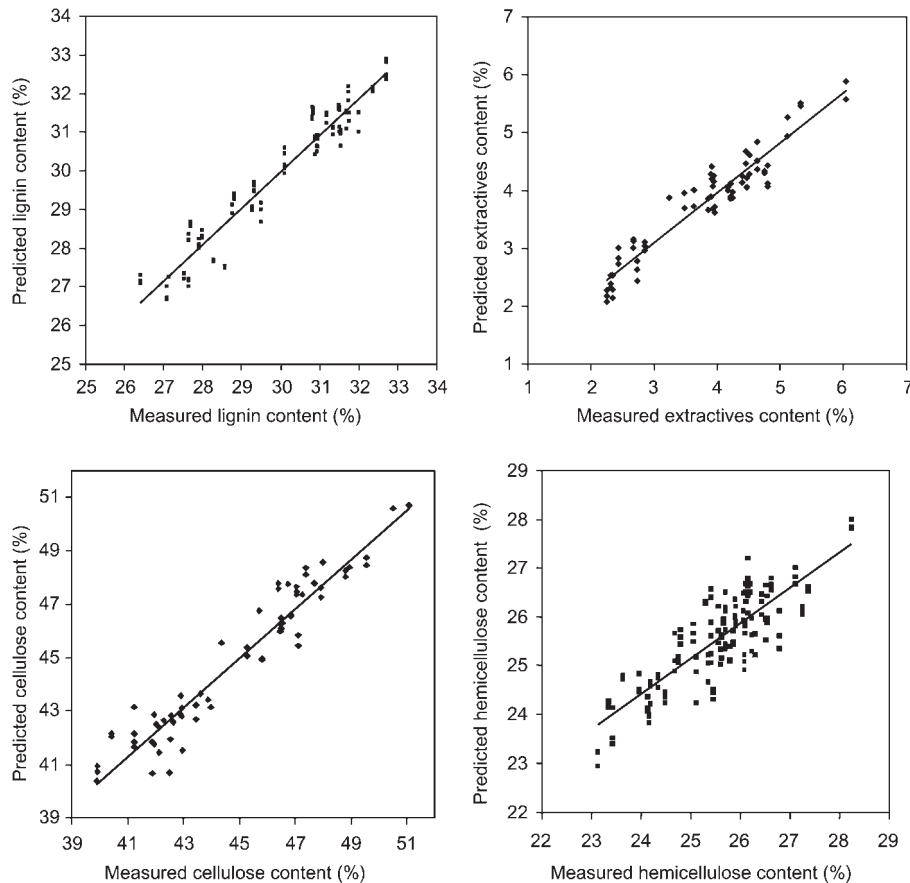 34
33
32
31
30
29
28
27
26
25
Predicted lignin content (%)
25 26 27 28 29 30 31 32 33 34
Measured lignin content (%)
7
6
5
4
3
2
1
Predicted extractives content (%)
1 2 3 4 5 6 7
Measured extractives content (%)
51
49
47
45
43
41
39
Predicted cellulose content (%)
39 41 43 45 47 49 51
Measured cellulose content (%)
29
28
27
26
25
24
23
22
Predicted hemicellulose content (%)
22 23 24 25 26 27 28 29
Measured hemicellulose content (%)